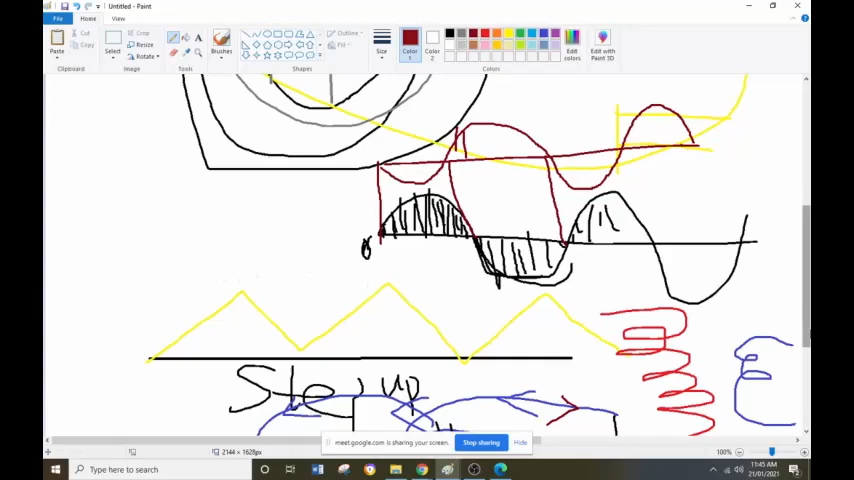 Untitled - Paint
File
Home
View
Paste
Cut
Copy
Clipboard
Select
Crop
Resize
Rotate
Image
Tools
Brushes
Shapes
Outline
Fill
Size
Color 1
Color 2
Colors
Edit colors
Edit with Paint 3D
Step up
meet.google.com is sharing your screen.
Stop sharing
Hide
2144 × 1628px
100%
Type here to search
11:45 AM
21/01/2021